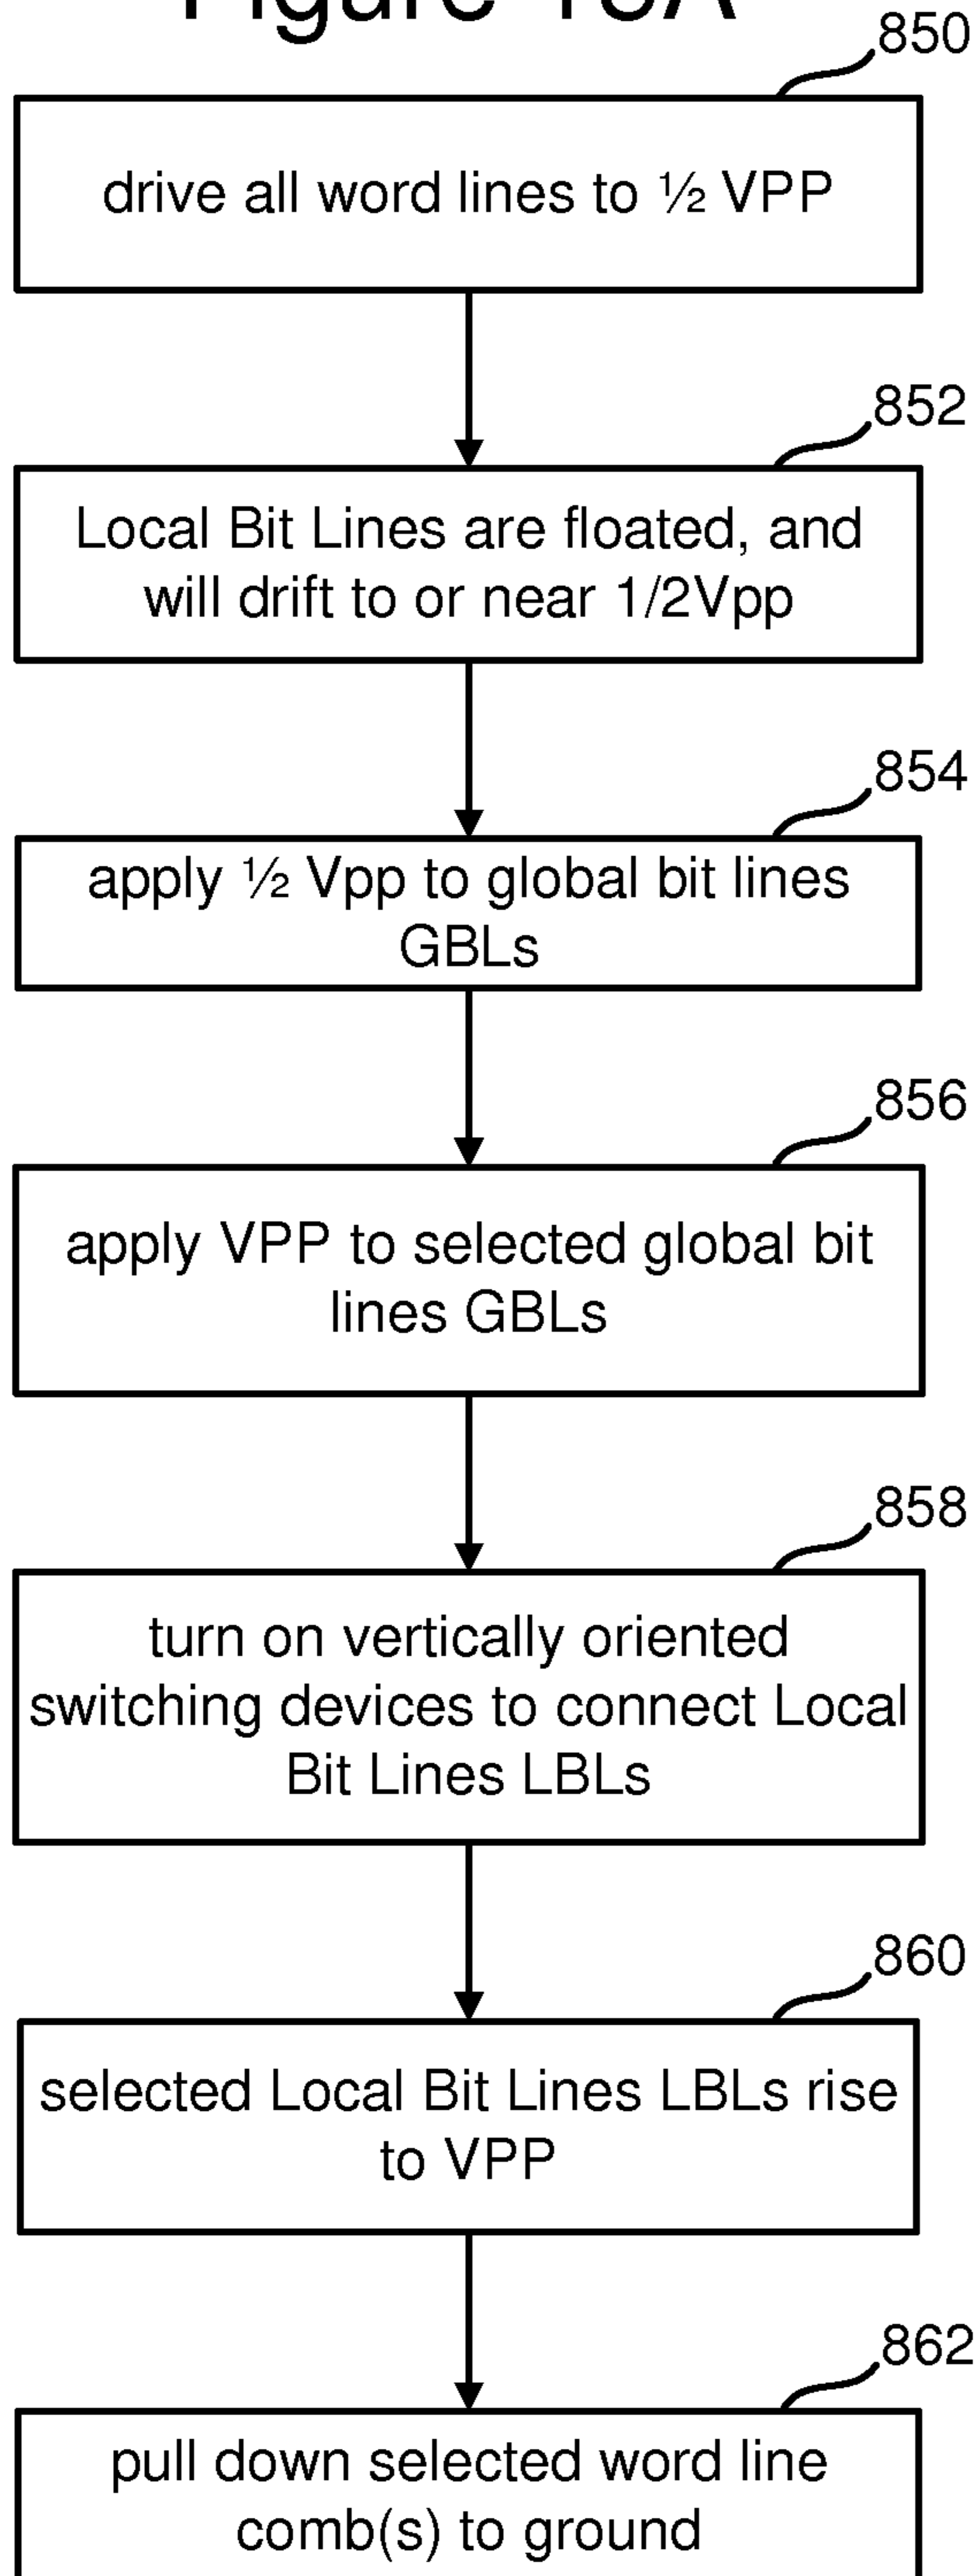 Figure 18A
850
drive all word lines to ½ VPP
852
Local Bit Lines are floated, and
will drift to or near 1/2Vpp
854
apply ½ Vpp to global bit lines
GBLs
856
apply VPP to selected global bit
lines GBLs
858
turn on vertically oriented
switching devices to connect Local
Bit Lines LBLs
860
selected Local Bit Lines LBLs rise
to VPP
862
pull down selected word line
comb(s) to ground